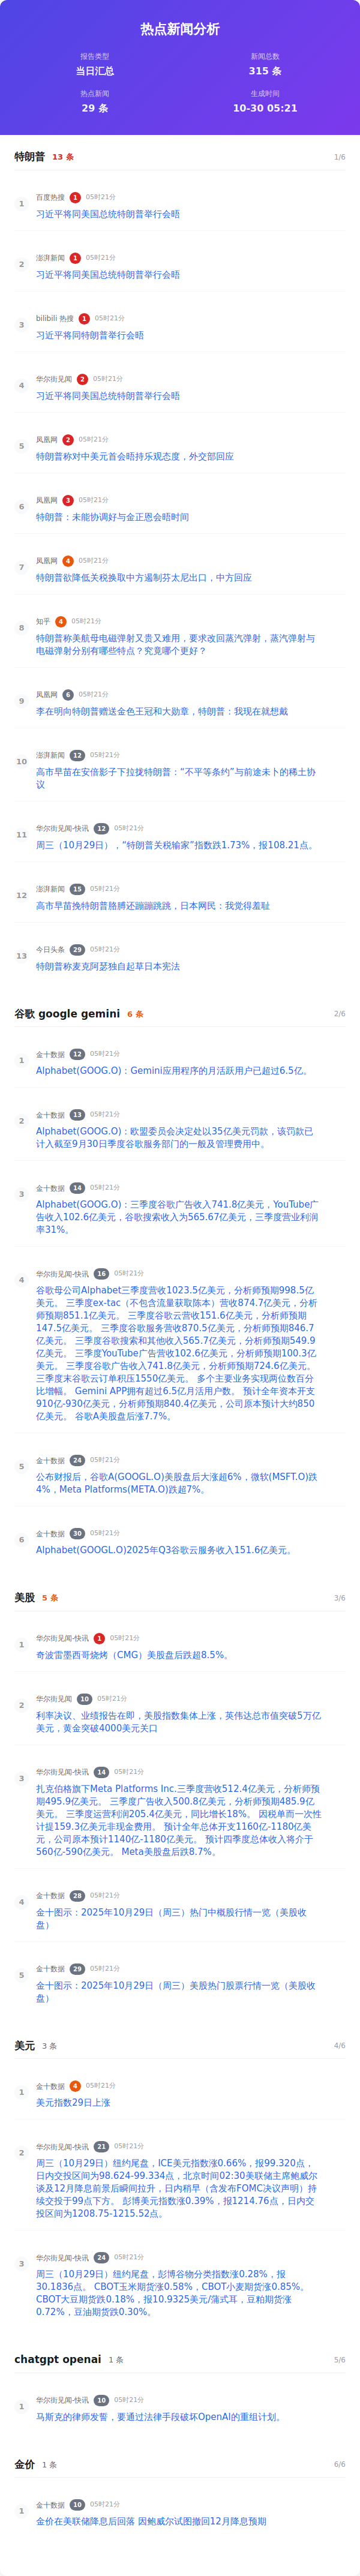 热点新闻分析
报告类型
当日汇总
新闻总数
315 条
热点新闻
29 条
生成时间
10-30 05:21
特朗普 13 条 1/6
1 百度热搜 1 05时21分
习近平将同美国总统特朗普举行会晤
2 澎湃新闻 1 05时21分
习近平将同美国总统特朗普举行会晤
3 bilibili 热搜 1 05时21分
习近平将同特朗普举行会晤
4 华尔街见闻 2 05时21分
习近平将同美国总统特朗普举行会晤
5 凤凰网 2 05时21分
特朗普称对中美元首会晤持乐观态度，外交部回应
6 凤凰网 3 05时21分
特朗普：未能协调好与金正恩会晤时间
7 凤凰网 4 05时21分
特朗普欲降低关税换取中方遏制芬太尼出口，中方回应
8 知乎 4 05时21分
特朗普称美航母电磁弹射又贵又难用，要求改回蒸汽弹射，蒸汽弹射与
电磁弹射分别有哪些特点？究竟哪个更好？
9 凤凰网 6 05时21分
李在明向特朗普赠送金色王冠和大勋章，特朗普：我现在就想戴
10 澎湃新闻 12 05时21分
高市早苗在安倍影子下拉拢特朗普：“不平等条约”与前途未卜的稀土协
议
11 华尔街见闻-快讯 12 05时21分
周三（10月29日），“特朗普关税输家”指数跌1.73%，报108.21点。
12 澎湃新闻 15 05时21分
高市早苗挽特朗普胳膊还蹦蹦跳跳，日本网民：我觉得羞耻
13 今日头条 29 05时21分
特朗普称麦克阿瑟独自起草日本宪法
谷歌 google gemini 6 条 2/6
1 金十数据 12 05时21分
Alphabet(GOOG.O)：Gemini应用程序的月活跃用户已超过6.5亿。
2 金十数据 13 05时21分
Alphabet(GOOG.O)：欧盟委员会决定处以35亿美元罚款，该罚款已
计入截至9月30日季度谷歌服务部门的一般及管理费用中。
3 金十数据 14 05时21分
Alphabet(GOOG.O)：三季度谷歌广告收入741.8亿美元，YouTube广
告收入102.6亿美元，谷歌搜索收入为565.67亿美元，三季度营业利润
率31%。
4 华尔街见闻-快讯 16 05时21分
谷歌母公司Alphabet三季度营收1023.5亿美元，分析师预期998.5亿
美元。 三季度ex-tac（不包含流量获取陈本）营收874.7亿美元，分析
师预期851.1亿美元。 三季度谷歌云营收151.6亿美元，分析师预期
147.5亿美元。 三季度谷歌服务营收870.5亿美元，分析师预期846.7
亿美元。 三季度谷歌搜索和其他收入565.7亿美元，分析师预期549.9
亿美元。 三季度YouTube广告营收102.6亿美元，分析师预期100.3亿
美元。 三季度谷歌广告收入741.8亿美元，分析师预期724.6亿美元。
三季度末谷歌云订单积压1550亿美元。 多个主要业务实现两位数百分
比增幅。 Gemini APP拥有超过6.5亿月活用户数。 预计全年资本开支
910亿-930亿美元，分析师预期840.4亿美元，公司原本预计大约850
亿美元。 谷歌A美股盘后涨7.7%。
5 金十数据 24 05时21分
公布财报后，谷歌A(GOOGL.O)美股盘后大涨超6%，微软(MSFT.O)跌
4%，Meta Platforms(META.O)跌超7%。
6 金十数据 30 05时21分
Alphabet(GOOGL.O)2025年Q3谷歌云服务收入151.6亿美元。
美股 5 条 3/6
1 华尔街见闻-快讯 1 05时21分
奇波雷墨西哥烧烤（CMG）美股盘后跌超8.5%。
2 华尔街见闻 10 05时21分
利率决议、业绩报告在即，美股指数集体上涨，英伟达总市值突破5万亿
美元，黄金突破4000美元关口
3 华尔街见闻-快讯 14 05时21分
扎克伯格旗下Meta Platforms Inc.三季度营收512.4亿美元，分析师预
期495.9亿美元。 三季度广告收入500.8亿美元，分析师预期485.9亿
美元。 三季度运营利润205.4亿美元，同比增长18%。 因税单而一次性
计提159.3亿美元非现金费用。 预计全年总体开支1160亿-1180亿美
元，公司原本预计1140亿-1180亿美元。 预计四季度总体收入将介于
560亿-590亿美元。 Meta美股盘后跌8.7%。
4 金十数据 28 05时21分
金十图示：2025年10月29日（周三）热门中概股行情一览（美股收
盘）
5 金十数据 29 05时21分
金十图示：2025年10月29日（周三）美股热门股票行情一览（美股收
盘）
美元 3 条 4/6
1 金十数据 4 05时21分
美元指数29日上涨
2 华尔街见闻-快讯 21 05时21分
周三（10月29日）纽约尾盘，ICE美元指数涨0.66%，报99.320点，
日内交投区间为98.624-99.334点，北京时间02:30美联储主席鲍威尔
谈及12月降息前景后瞬间拉升，日内稍早（含发布FOMC决议声明）持
续交投于99点下方。 彭博美元指数涨0.39%，报1214.76点，日内交
投区间为1208.75-1215.52点。
3 华尔街见闻-快讯 24 05时21分
周三（10月29日）纽约尾盘，彭博谷物分类指数涨0.28%，报
30.1836点。 CBOT玉米期货涨0.58%，CBOT小麦期货涨0.85%。
CBOT大豆期货跌0.18%，报10.9325美元/蒲式耳，豆粕期货涨
0.72%，豆油期货跌0.30%。
chatgpt openai 1 条 5/6
1 华尔街见闻-快讯 10 05时21分
马斯克的律师发誓，要通过法律手段破坏OpenAI的重组计划。
金价 1 条 6/6
1 金十数据 10 05时21分
金价在美联储降息后回落 因鲍威尔试图撤回12月降息预期